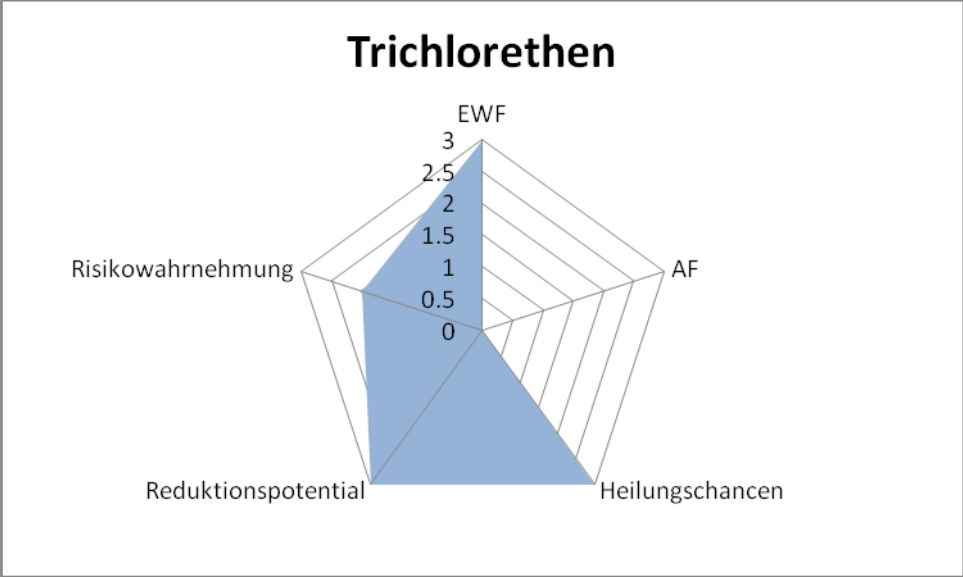 Trichlorethen
EWF
3
2.5
2
1.5
1
0.5
0
Risikowahrnehmung
AF
Reduktionspotential
Heilungschancen